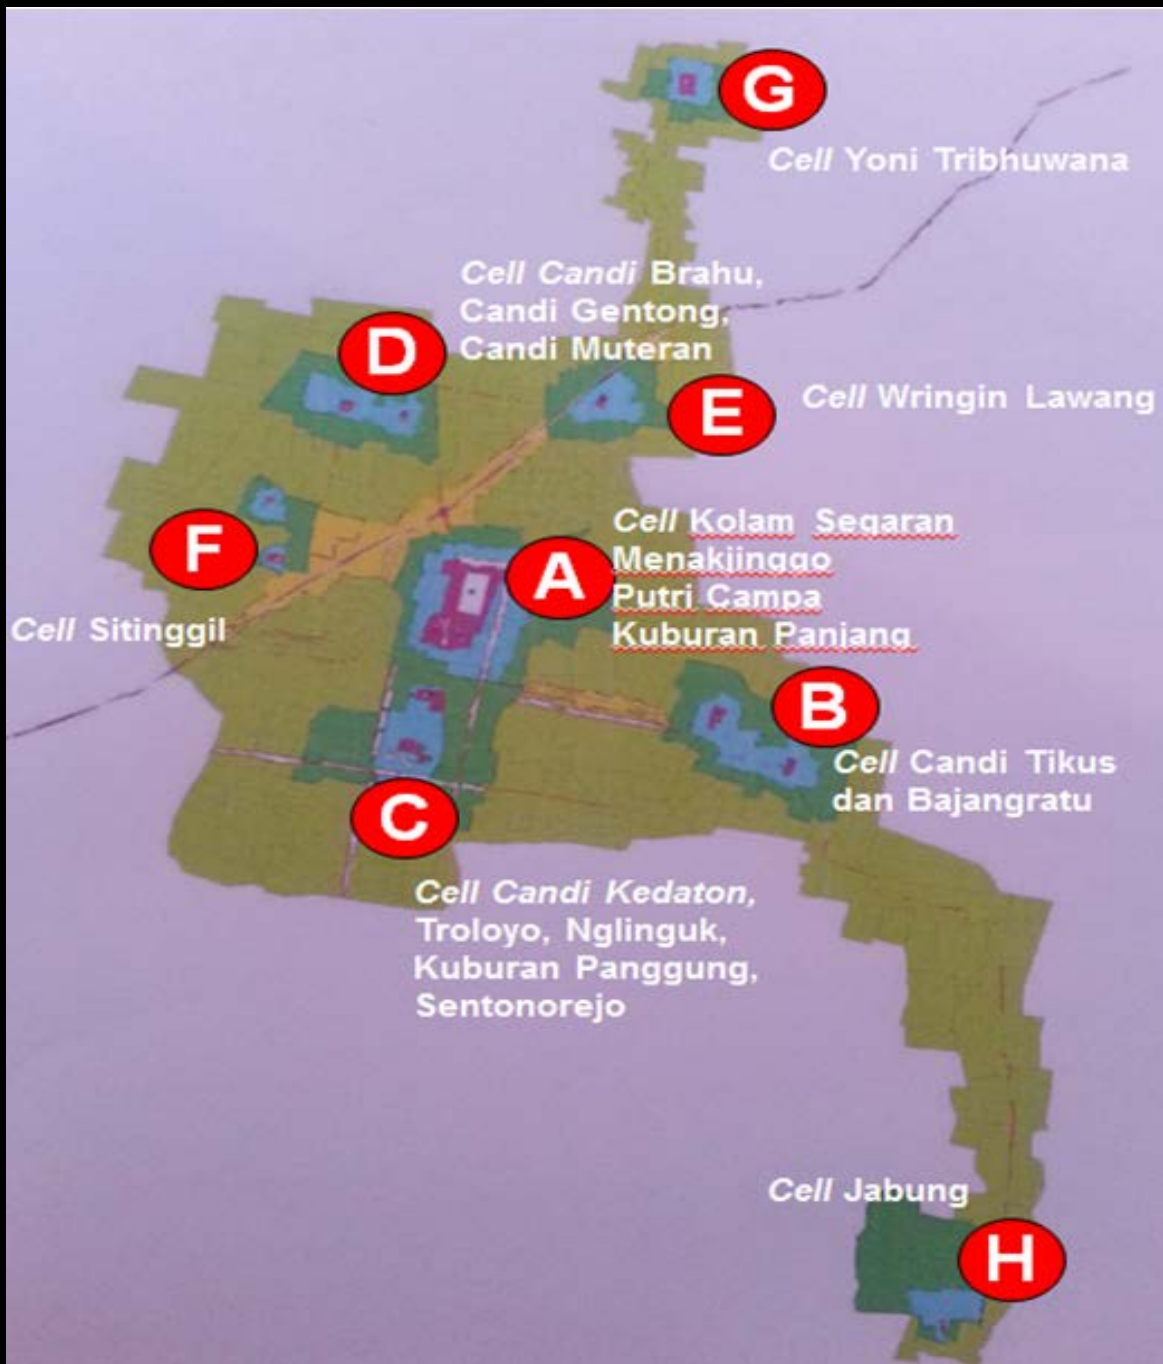 G
Cell Yoni Tribhuwana
Cell Candi Brahu,
Candi Gentong,
Candi Muteran
D
E
Cell Wringin Lawang
F
Cell Sitinggil
A
Cell Kolam Segaran
Menakjinggo
Putri Campa
Kuburan Panjang
B
Cell Candi Tikus
dan Bajangratu
C
Cell Candi Kedaton,
Troloyo, Nglinguk,
Kuburan Panggung,
Sentonorejo
Cell Jabung
H